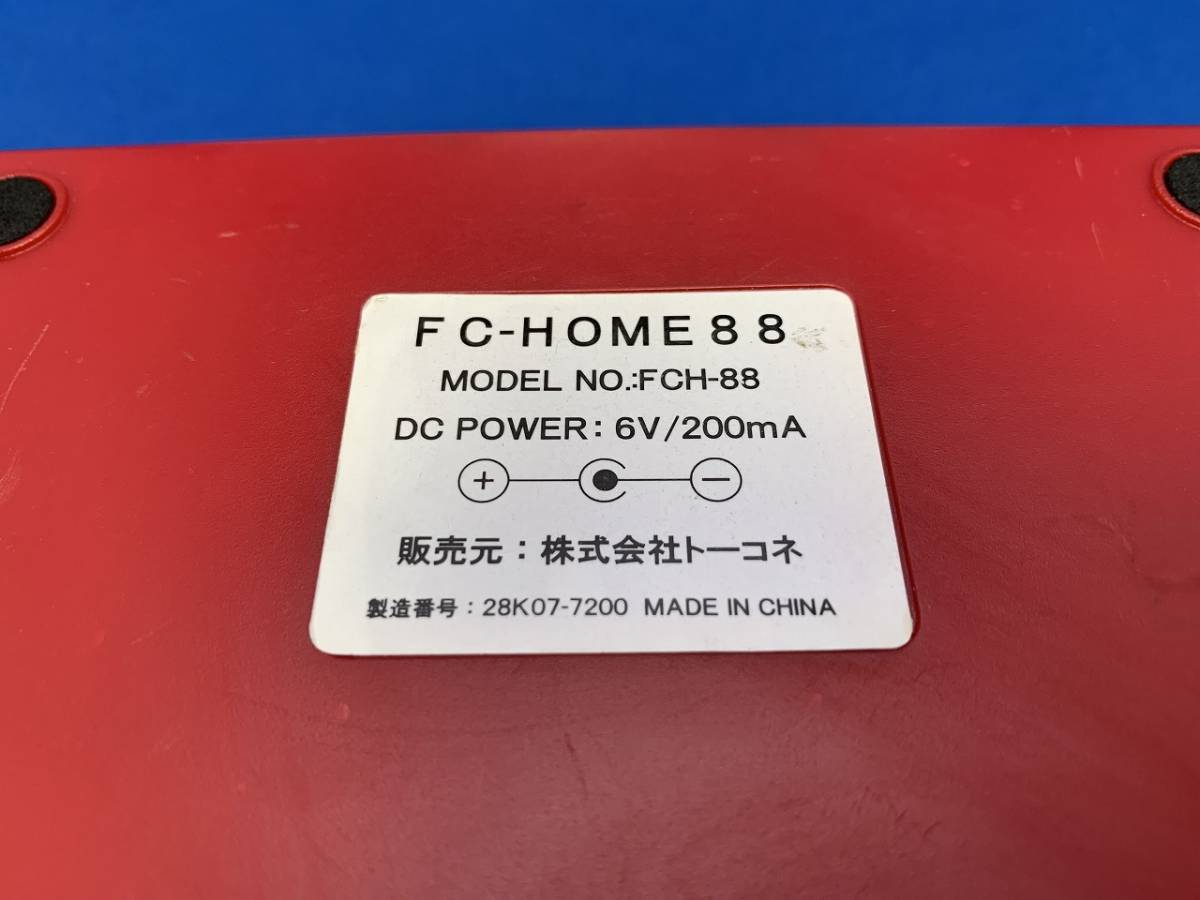 FC-HOME88
MODEL NO.:FCH-88
DC POWER: 6V/200mA
+ −
販売元：株式会社トーコネ
製造番号：28K07-7200 MADE IN CHINA